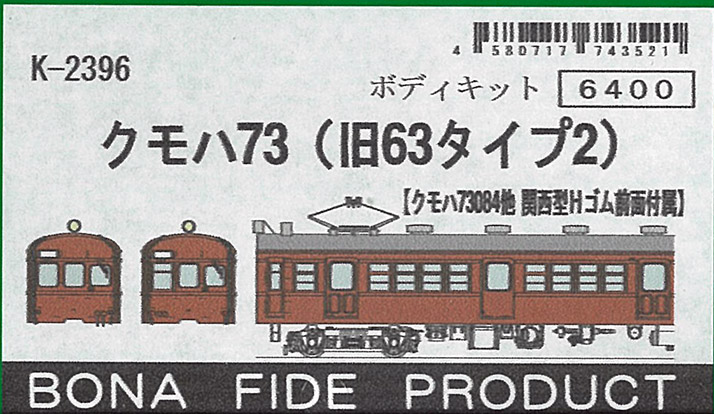 4 580717 743521
K-2396
ボディキット 6400
クモハ73（旧63タイプ2）
【クモハ73084他 関西型Hゴム前面付属】
BONA FIDE PRODUCT